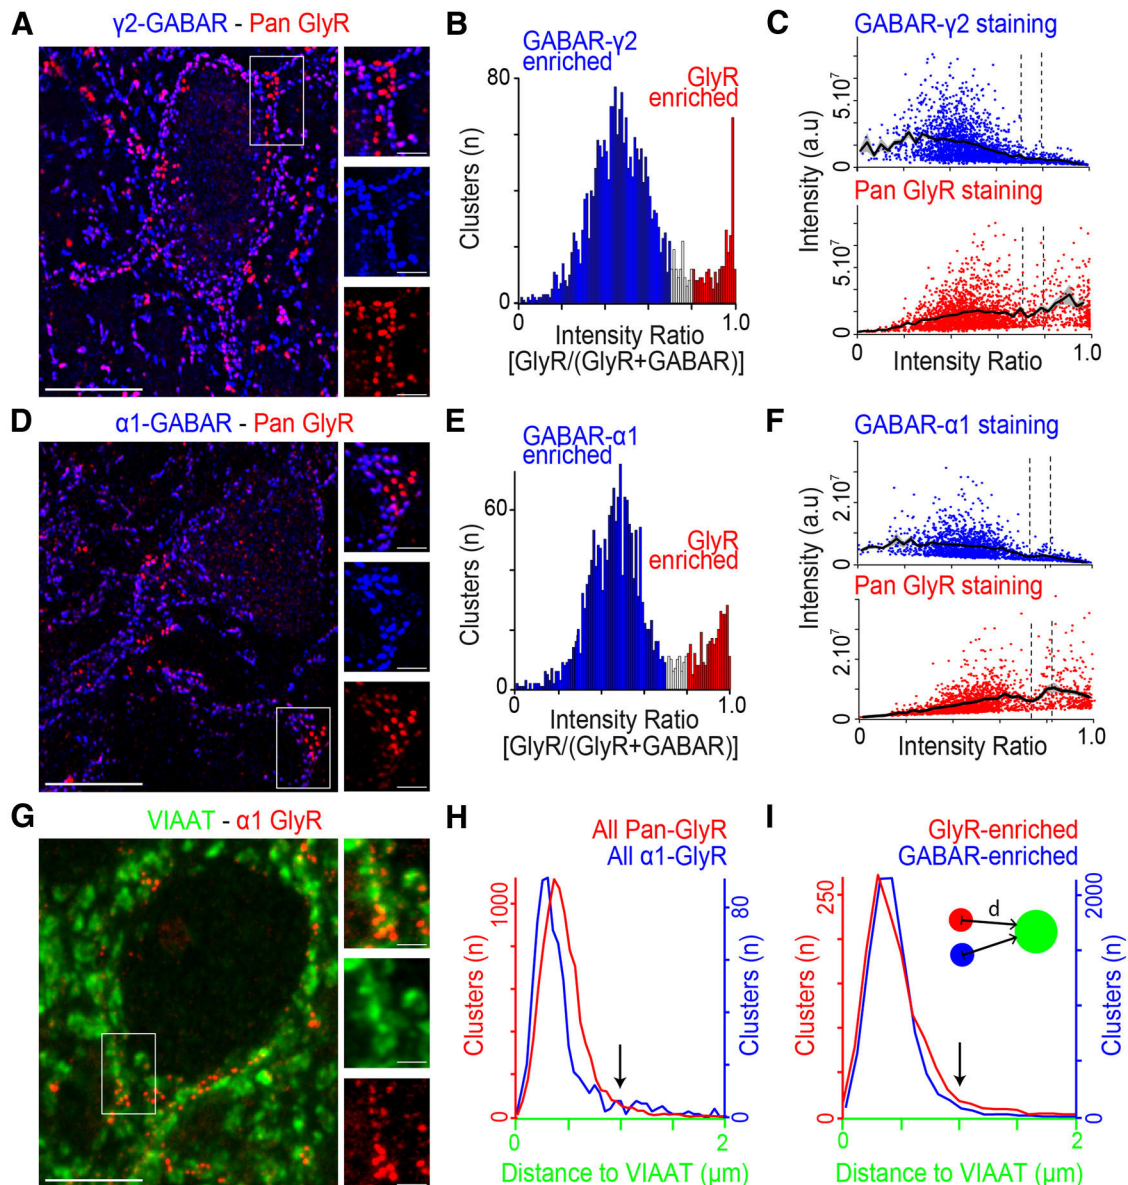 A
γ2-GABAR - Pan GlyR
B
GABAR-γ2
enriched
GlyR
enriched
80
Clusters (n)
0
0
1.0
Intensity Ratio
[GlyR/(GlyR+GABAR)]
C
GABAR-γ2 staining
5.10⁷
0
Pan GlyR staining
Intensity (a.u)
5.10⁷
0
0
1.0
Intensity Ratio
D
α1-GABAR - Pan GlyR
E
GABAR-α1
enriched
GlyR
enriched
60
Clusters (n)
0
0
1.0
Intensity Ratio
[GlyR/(GlyR+GABAR)]
F
GABAR-α1 staining
2.10⁷
0
Pan GlyR staining
Intensity (a.u)
2.10⁷
0
0
1.0
Intensity Ratio
G
VIAAT - α1 GlyR
H
All Pan-GlyR
All α1-GlyR
1000
Clusters (n)
0
80
Clusters (n)
0
0
2
Distance to VIAAT (µm)
I
GlyR-enriched
GABAR-enriched
250
Clusters (n)
0
d
2000
Clusters (n)
0
0
2
Distance to VIAAT (µm)